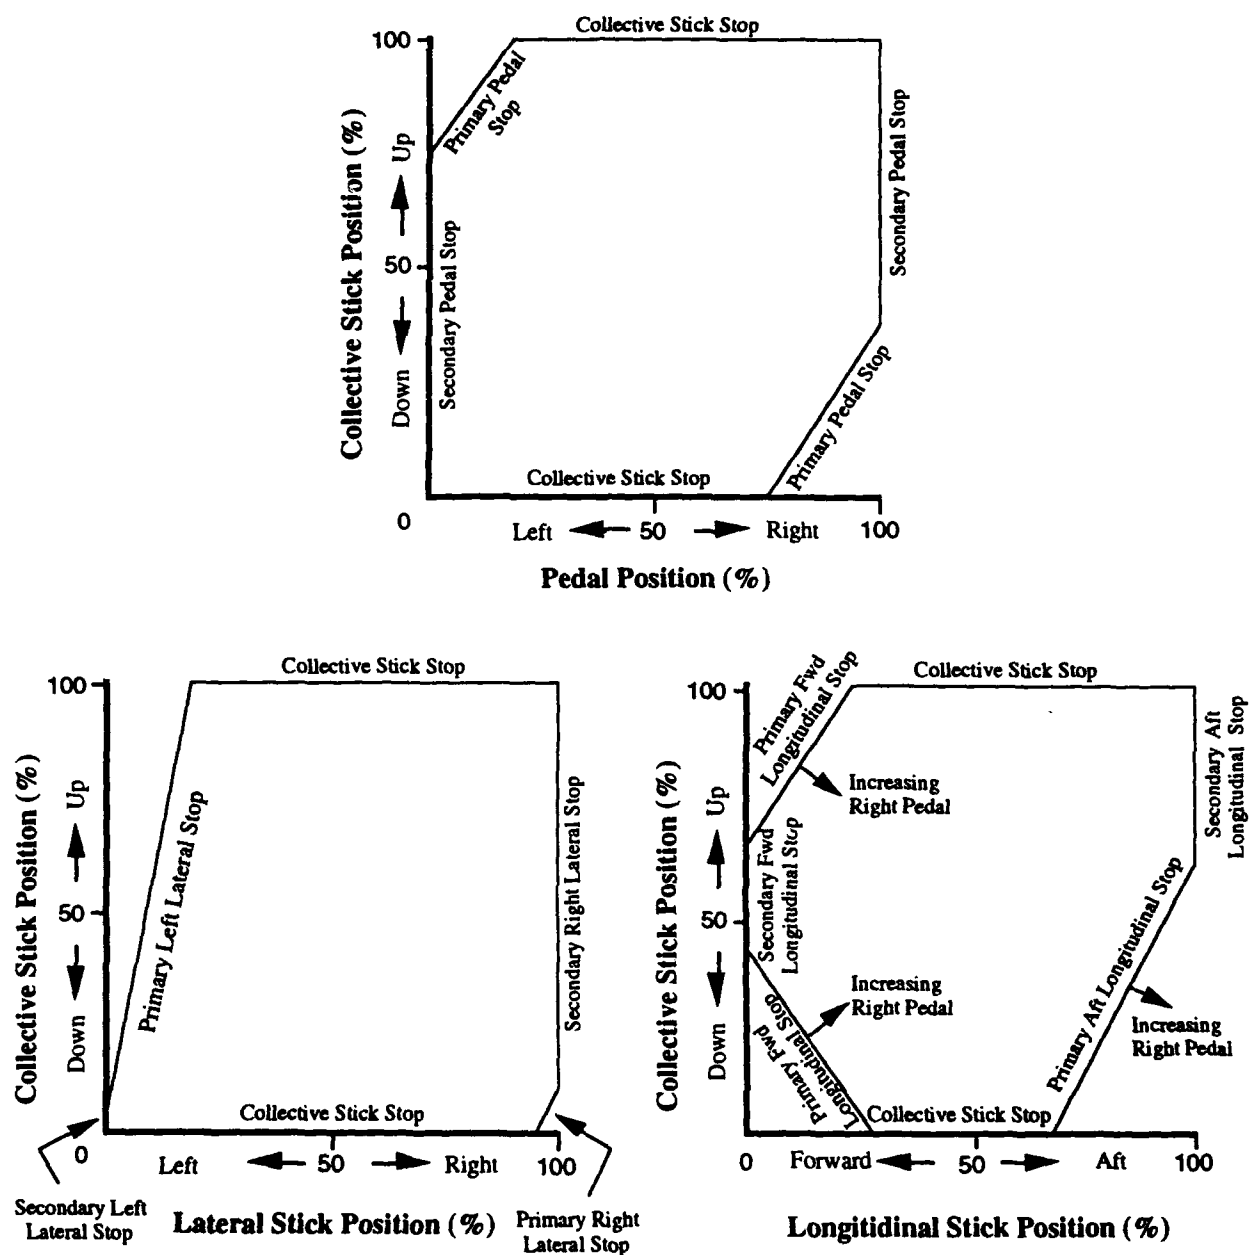 Collective Stick Stop
100
Primary Pedal
Stop
Up
Collective Stick Position (%)
50
Down
Secondary Pedal Stop
Secondary Pedal Stop
Primary Pedal Stop
Collective Stick Stop
0
Left
50
Right
100
Pedal Position (%)
Collective Stick Stop
100
Up
Collective Stick Position (%)
50
Down
Primary Left Lateral Stop
Secondary Right Lateral Stop
Collective Stick Stop
0
Left
50
Right
100
Secondary Left
Lateral Stop
Lateral Stick Position (%)
Primary Right
Lateral Stop
Primary Fwd
Longitudinal Stop
Collective Stick Stop
100
Up
Collective Stick Position (%)
50
Down
Increasing
Right Pedal
Secondary Fwd
Longitudinal Stop
Secondary Aft
Longitudinal Stop
Increasing
Right Pedal
Primary Fwd
Longitudinal Stop
Primary Aft Longitudinal Stop
Increasing
Right Pedal
Collective Stick Stop
0
Forward
50
Aft
100
Longitidinal Stick Position (%)